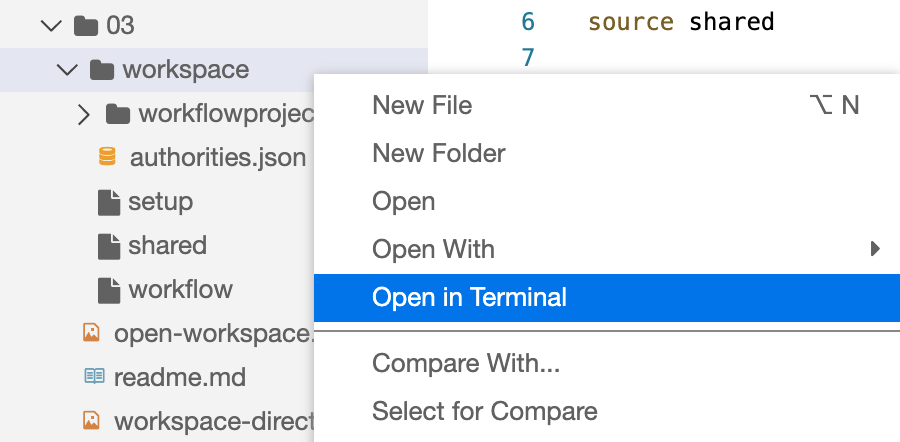 03
workspace
workflowprojec
authorities.json
setup
shared
workflow
open-workspace.
readme.md
workspace-direct
6 source shared
7
New File ⌥ N
New Folder
Open
Open With
Open in Terminal
Compare With...
Select for Compare